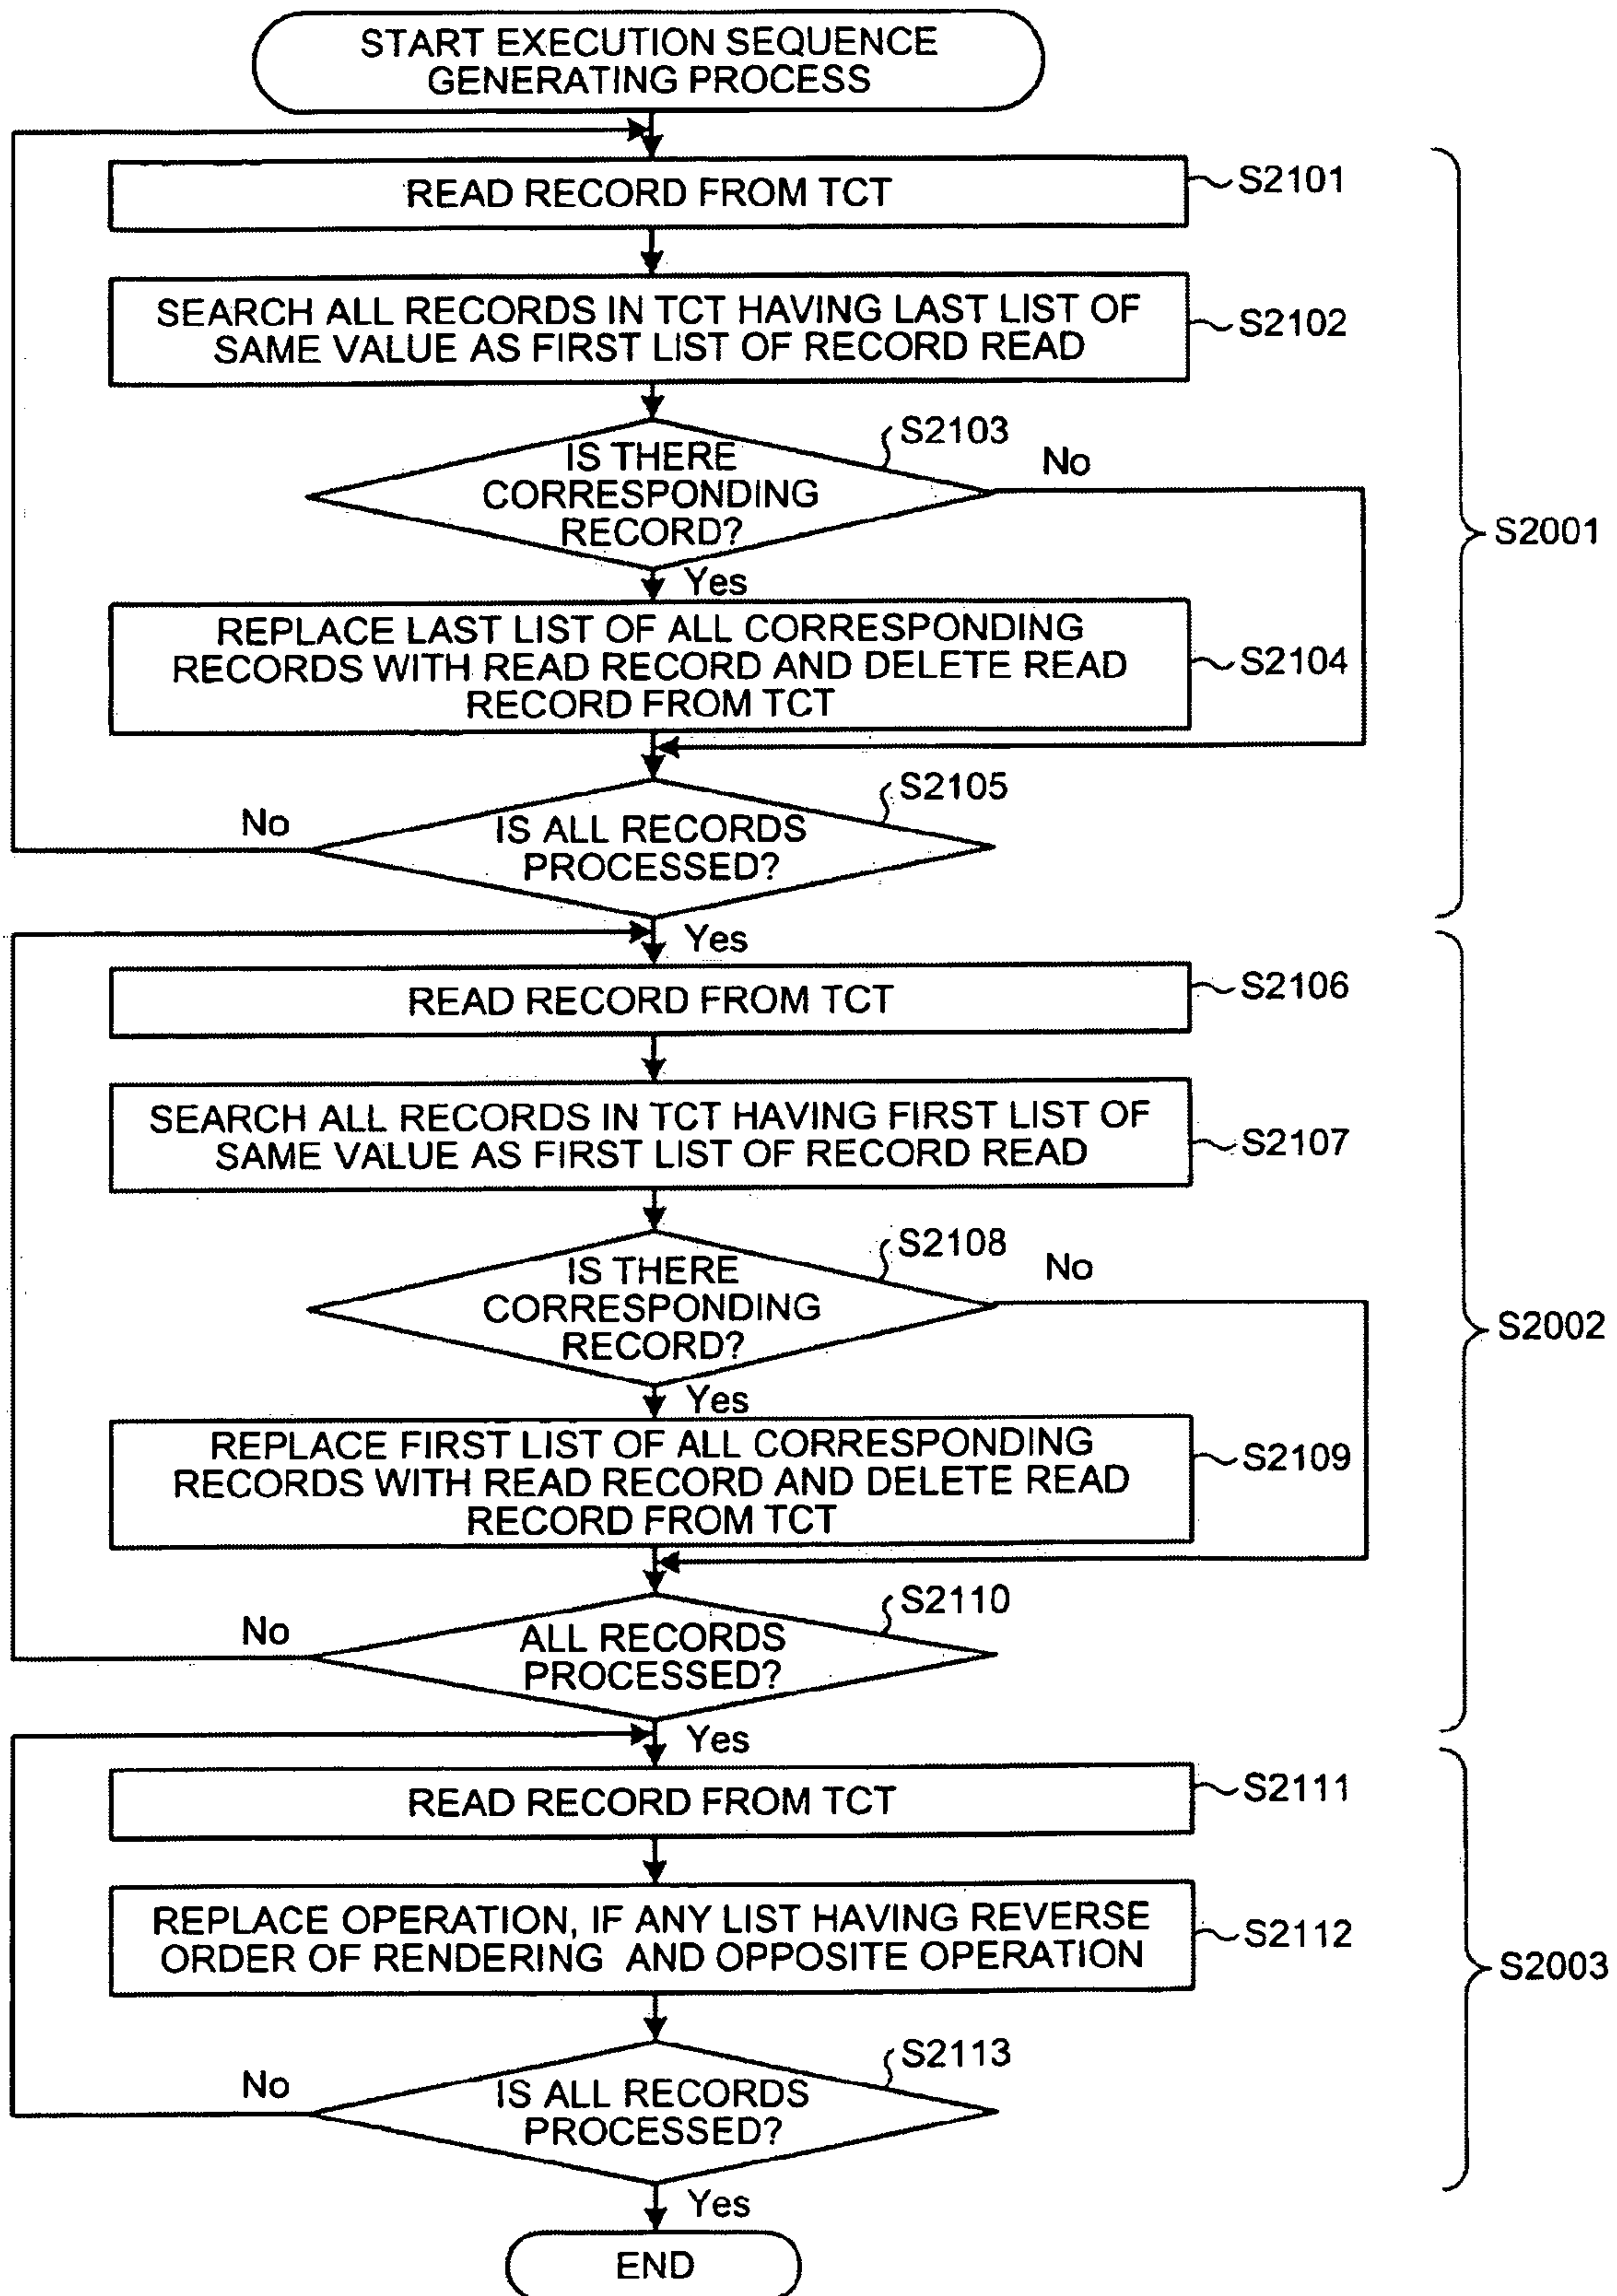 START EXECUTION SEQUENCE
GENERATING PROCESS
READ RECORD FROM TCT
S2101
SEARCH ALL RECORDS IN TCT HAVING LAST LIST OF
SAME VALUE AS FIRST LIST OF RECORD READ
S2102
S2103
IS THERE
CORRESPONDING
RECORD?
No
Yes
S2001
REPLACE LAST LIST OF ALL CORRESPONDING
RECORDS WITH READ RECORD AND DELETE READ
RECORD FROM TCT
S2104
S2105
No
IS ALL RECORDS
PROCESSED?
Yes
READ RECORD FROM TCT
S2106
SEARCH ALL RECORDS IN TCT HAVING FIRST LIST OF
SAME VALUE AS FIRST LIST OF RECORD READ
S2107
S2108
IS THERE
CORRESPONDING
RECORD?
No
S2002
Yes
REPLACE FIRST LIST OF ALL CORRESPONDING
RECORDS WITH READ RECORD AND DELETE READ
RECORD FROM TCT
S2109
S2110
No
ALL RECORDS
PROCESSED?
Yes
READ RECORD FROM TCT
S2111
REPLACE OPERATION, IF ANY LIST HAVING REVERSE
ORDER OF RENDERING AND OPPOSITE OPERATION
S2112
S2003
S2113
No
IS ALL RECORDS
PROCESSED?
Yes
END